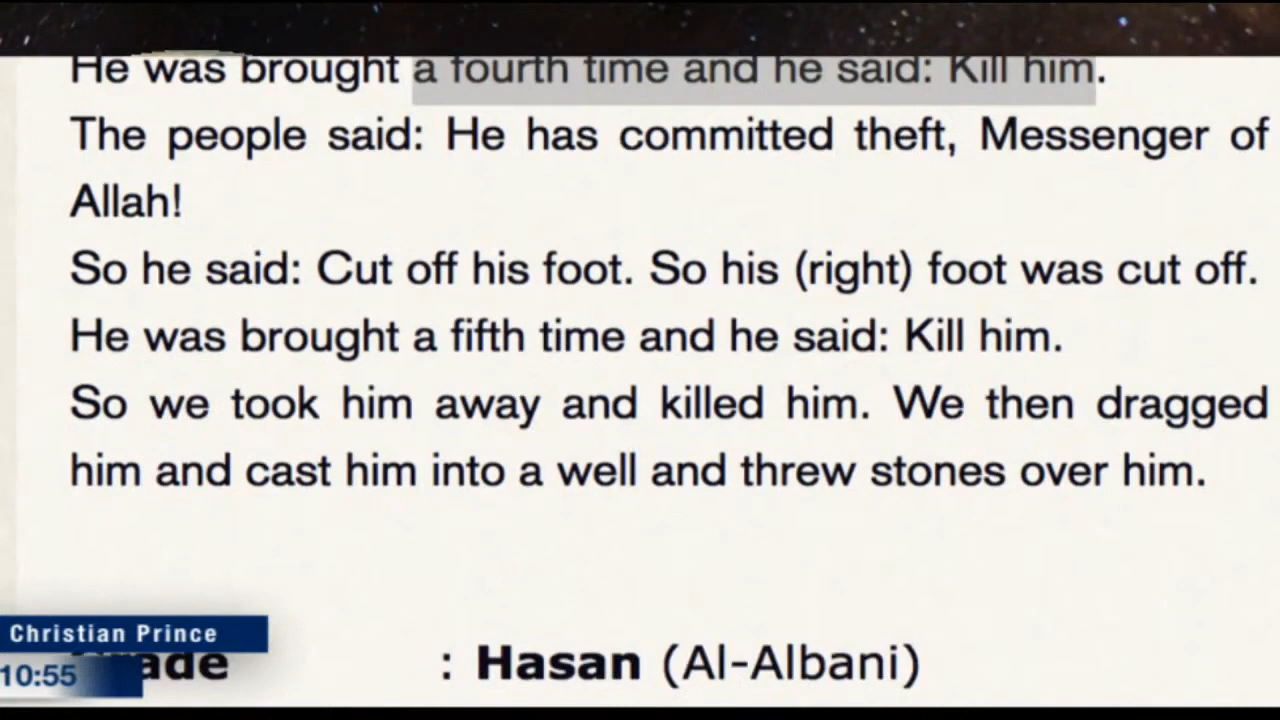 He was brought a fourth time and he said: Kill him.
The people said: He has committed theft, Messenger of
Allah!
So he said: Cut off his foot. So his (right) foot was cut off.
He was brought a fifth time and he said: Kill him.
So we took him away and killed him. We then dragged
him and cast him into a well and threw stones over him.
Christian Prince
: Hasan (Al-Albani)
10:55